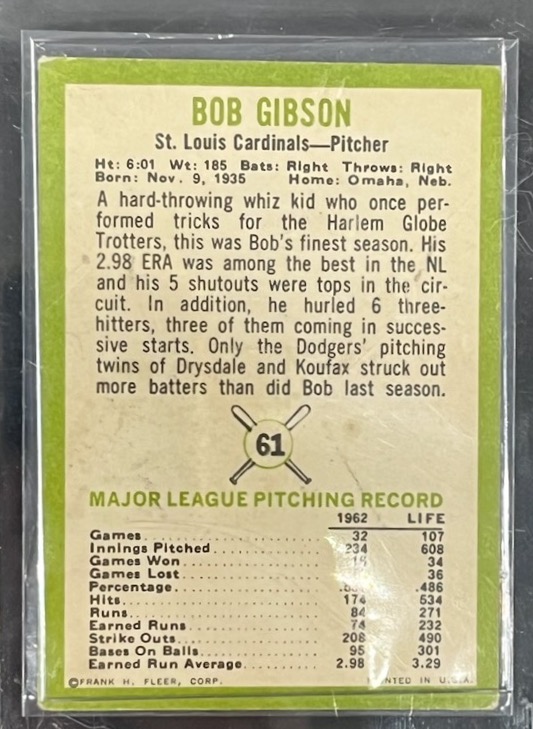 BOB GIBSON
St. Louis Cardinals—Pitcher
Ht: 6:01 Wt: 185 Bats: Right Throws: Right
Born: Nov. 9, 1935 Home: Omaha, Neb.
A hard-throwing whiz kid who once per-
formed tricks for the Harlem Globe
Trotters, this was Bob's finest season. His
2.98 ERA was among the best in the NL
and his 5 shutouts were tops in the cir-
cuit. In addition, he hurled 6 three-
hitters, three of them coming in succes-
sive starts. Only the Dodgers' pitching
twins of Drysdale and Koufax struck out
more batters than did Bob last season.
61
MAJOR LEAGUE PITCHING RECORD
1962 LIFE
Games 32 107
Innings Pitched 234 608
Games Won 34
Games Lost 36
Percentage .486
Hits 174 534
Runs 84 271
Earned Runs 74 232
Strike Outs 208 490
Bases On Balls 95 301
Earned Run Average 2.98 3.29
©FRANK H. FLEER, CORP. PRINTED IN U.S.A.